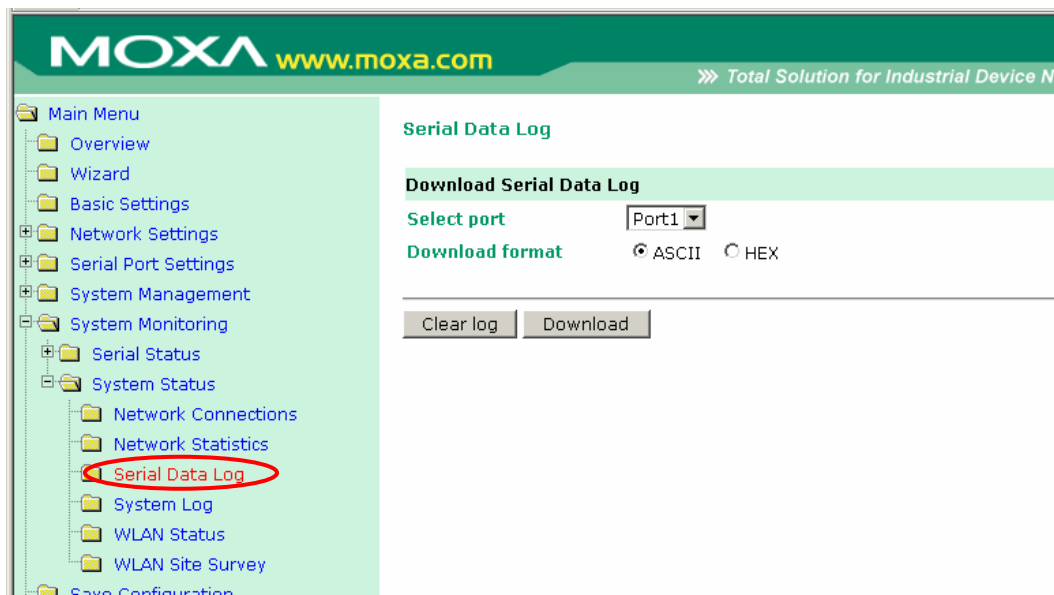 MOXA www.moxa.com
Total Solution for Industrial Device N
Main Menu
Overview
Wizard
Basic Settings
Network Settings
Serial Port Settings
System Management
System Monitoring
Serial Status
System Status
Network Connections
Network Statistics
Serial Data Log
System Log
WLAN Status
WLAN Site Survey
Save Configuration
Serial Data Log
Download Serial Data Log
Select port Port1
Download format ASCII HEX
Clear log Download